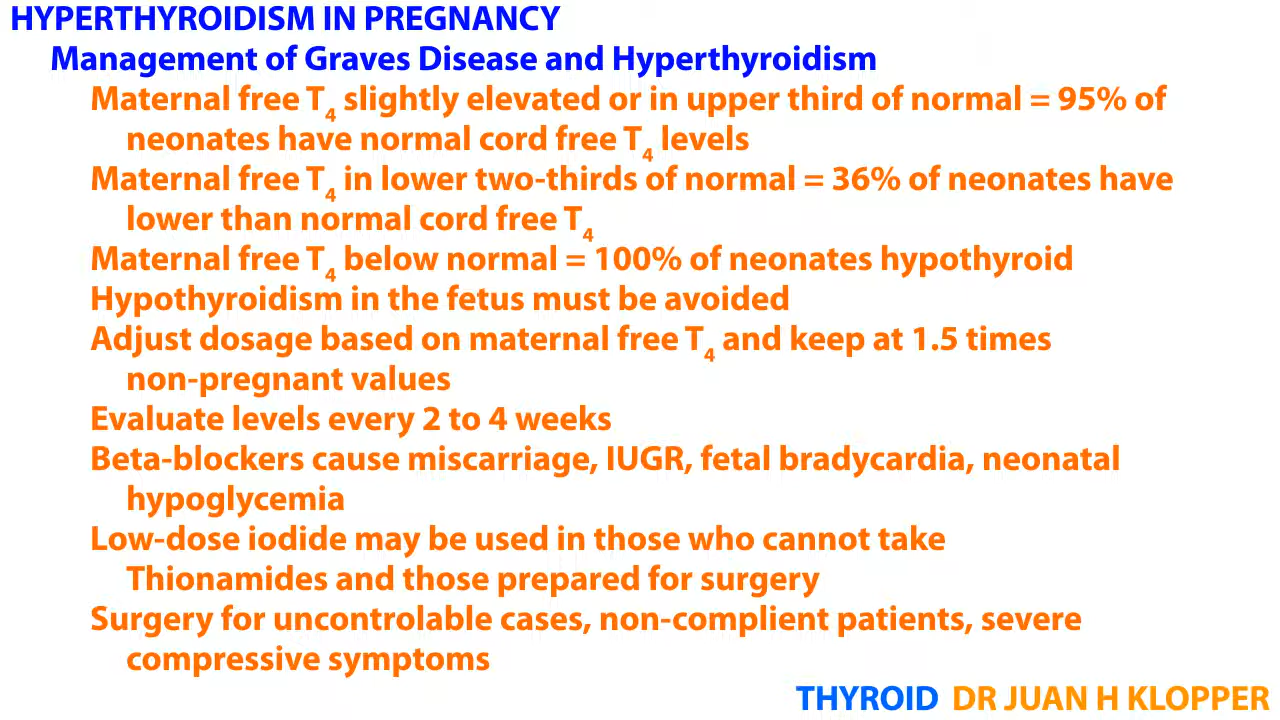 HYPERTHYROIDISM IN PREGNANCY
Management of Graves Disease and Hyperthyroidism
Maternal free T4 slightly elevated or in upper third of normal = 95% of
neonates have normal cord free T4 levels
Maternal free T4 in lower two-thirds of normal = 36% of neonates have
lower than normal cord free T4
Maternal free T4 below normal = 100% of neonates hypothyroid
Hypothyroidism in the fetus must be avoided
Adjust dosage based on maternal free T4 and keep at 1.5 times
non-pregnant values
Evaluate levels every 2 to 4 weeks
Beta-blockers cause miscarriage, IUGR, fetal bradycardia, neonatal
hypoglycemia
Low-dose iodide may be used in those who cannot take
Thionamides and those prepared for surgery
Surgery for uncontrolable cases, non-complient patients, severe
compressive symptoms
THYROID DR JUAN H KLOPPER